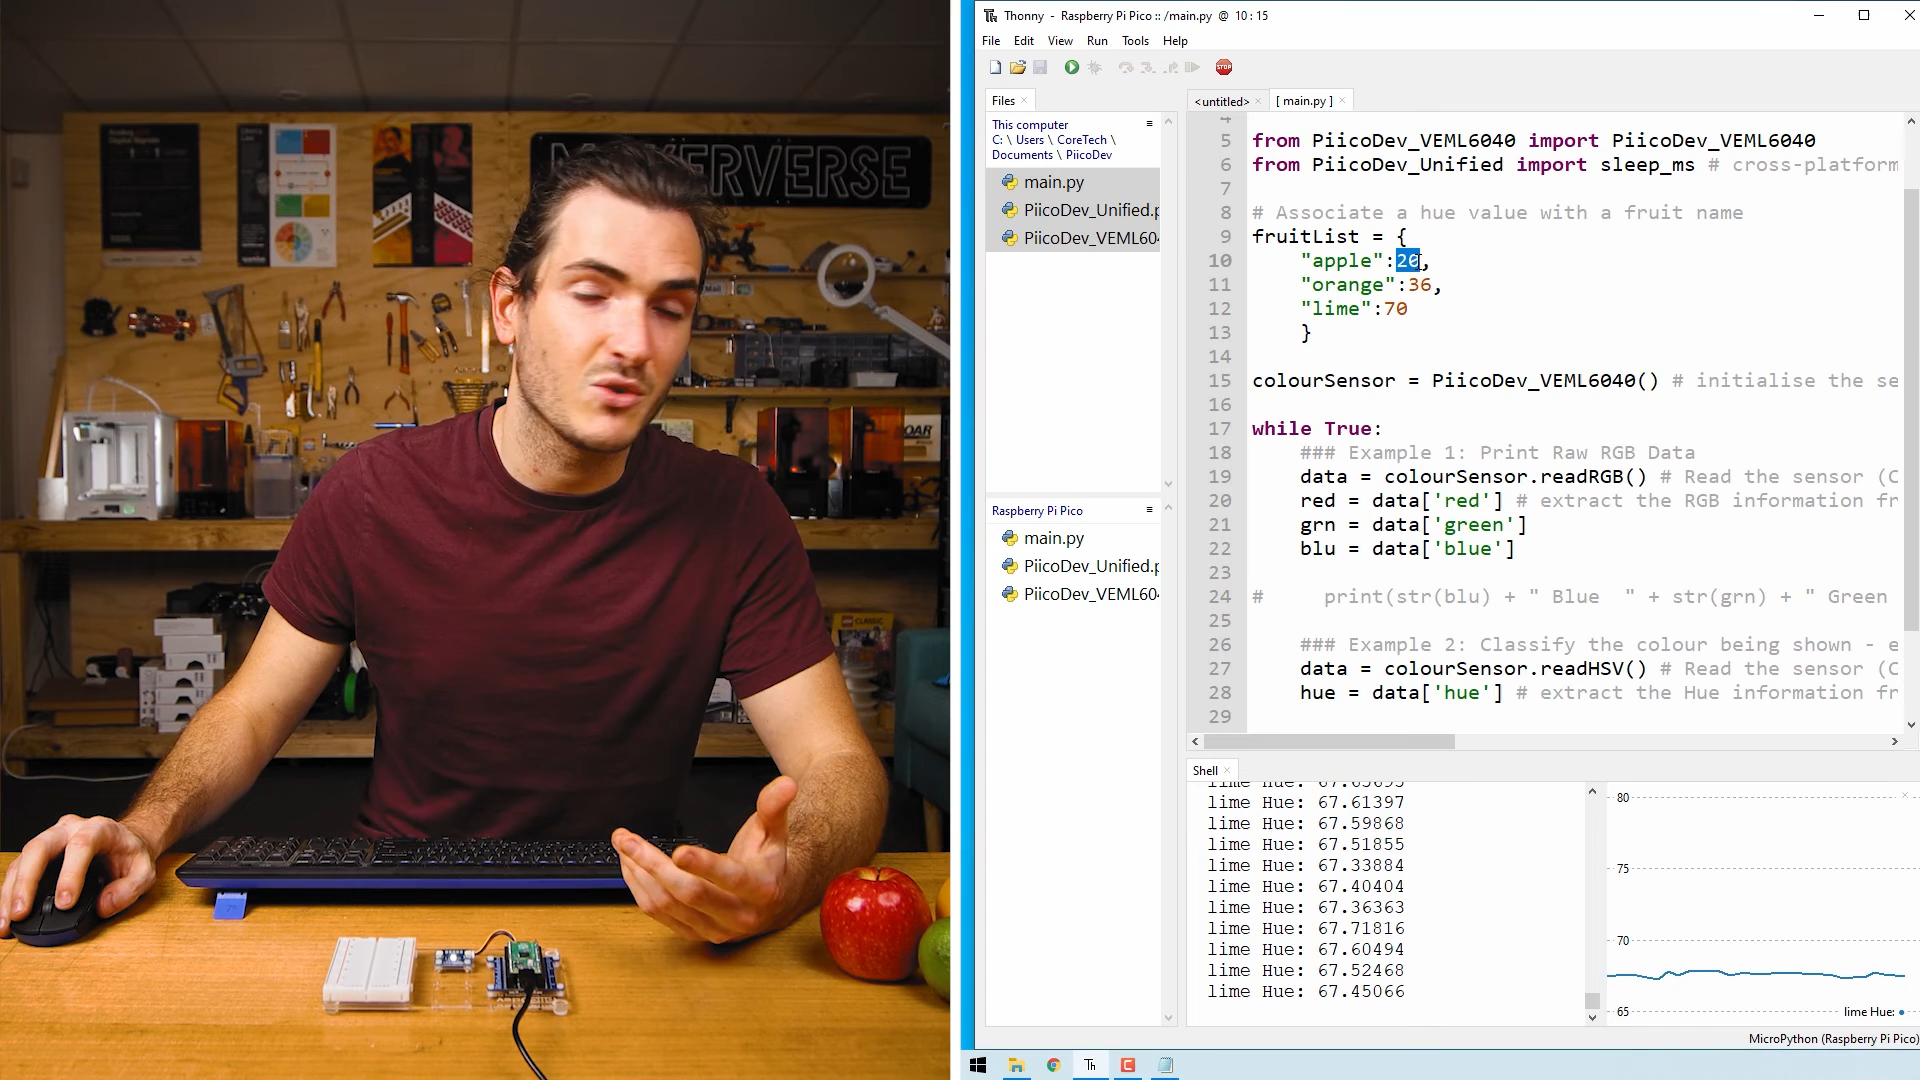 MAKERVERSE
CLASSIC
Thonny - Raspberry Pi Pico :: /main.py @ 10:15
File Edit View Run Tools Help
STOP
Files
<untitled>
[ main.py ]
This computer
C: \ Users \ CoreTech \
Documents \ PiicoDev
main.py
PiicoDev_Unified.p
PiicoDev_VEML604
Raspberry Pi Pico
main.py
PiicoDev_Unified.p
PiicoDev_VEML604
4
5 from PiicoDev_VEML6040 import PiicoDev_VEML6040
6 from PiicoDev_Unified import sleep_ms # cross-platform
7
8 # Associate a hue value with a fruit name
9 fruitList = {
10 "apple":20,
11 "orange":36,
12 "lime":70
13 }
14
15 colourSensor = PiicoDev_VEML6040() # initialise the se
16
17 while True:
18 ### Example 1: Print Raw RGB Data
19 data = colourSensor.readRGB() # Read the sensor (C
20 red = data['red'] # extract the RGB information fr
21 grn = data['green']
22 blu = data['blue']
23
24 # print(str(blu) + " Blue " + str(grn) + " Green
25
26 ### Example 2: Classify the colour being shown - e
27 data = colourSensor.readHSV() # Read the sensor (C
28 hue = data['hue'] # extract the Hue information fr
29
Shell
lime Hue: 67.61397
lime Hue: 67.59868
lime Hue: 67.51855
lime Hue: 67.33884
lime Hue: 67.40404
lime Hue: 67.36363
lime Hue: 67.71816
lime Hue: 67.60494
lime Hue: 67.52468
lime Hue: 67.45066
80
75
70
65
lime Hue:
MicroPython (Raspberry Pi Pico)
Th